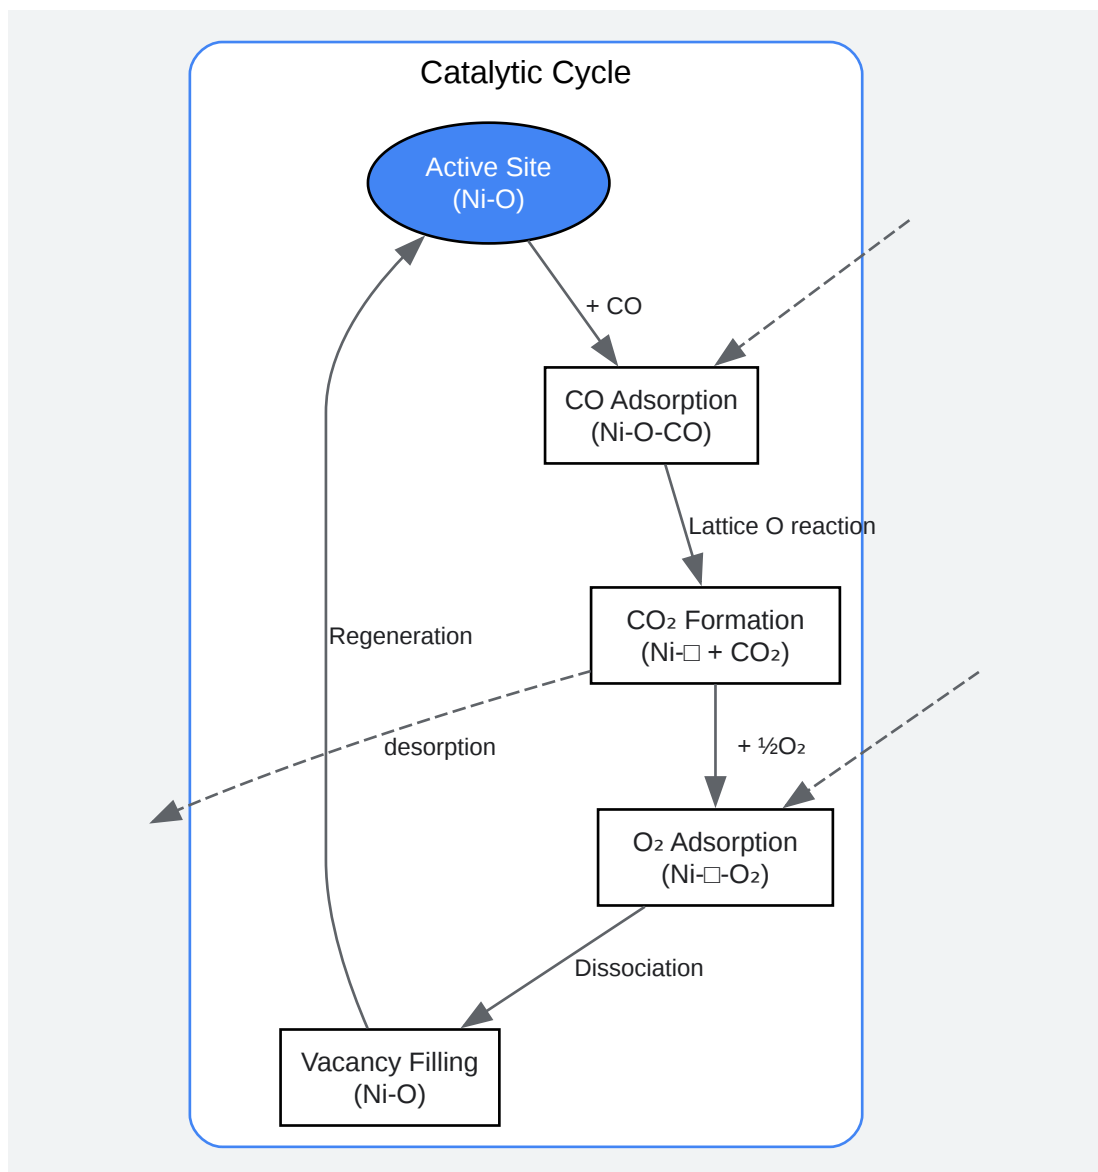 Catalytic Cycle
Active Site
(Ni-O)
+ CO
CO Adsorption
(Ni-O-CO)
Lattice O reaction
CO₂ Formation
(Ni-□ + CO₂)
Regeneration
desorption
+ ½O₂
O₂ Adsorption
(Ni-□-O₂)
Dissociation
Vacancy Filling
(Ni-O)